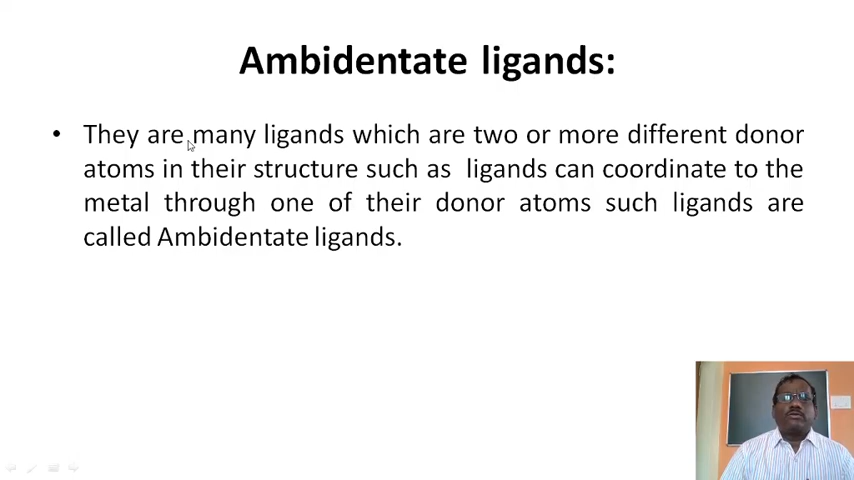 Ambidentate ligands:
• They are many ligands which are two or more different donor
atoms in their structure such as ligands can coordinate to the
metal through one of their donor atoms such ligands are
called Ambidentate ligands.